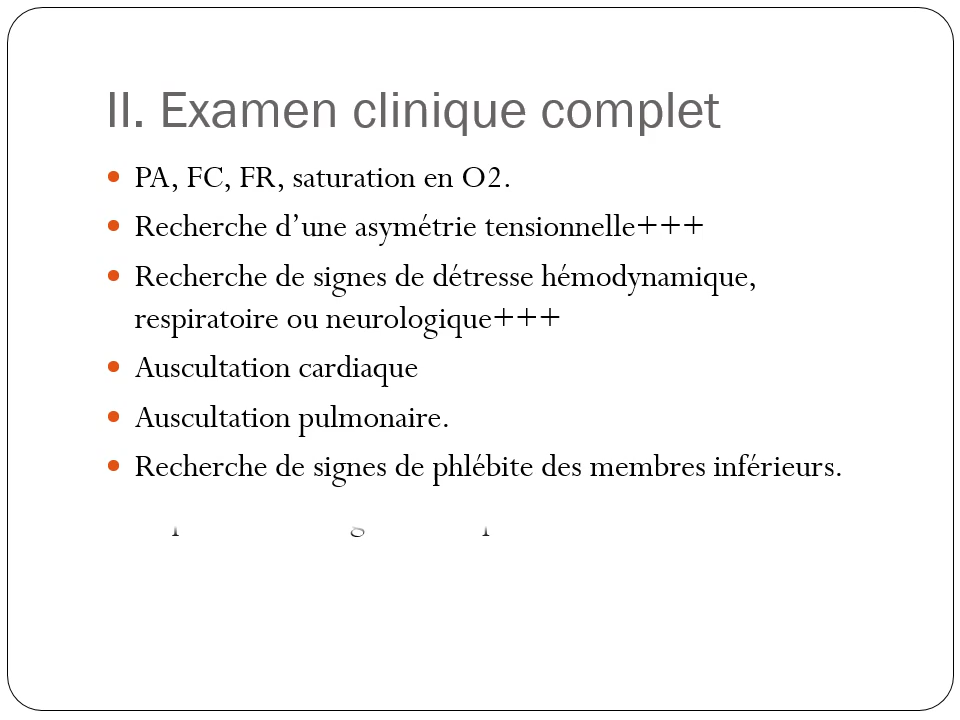 II. Examen clinique complet
• PA, FC, FR, saturation en O2.
• Recherche d’une asymétrie tensionnelle+++
• Recherche de signes de détresse hémodynamique,
respiratoire ou neurologique+++
• Auscultation cardiaque
• Auscultation pulmonaire.
• Recherche de signes de phlébite des membres inférieurs.